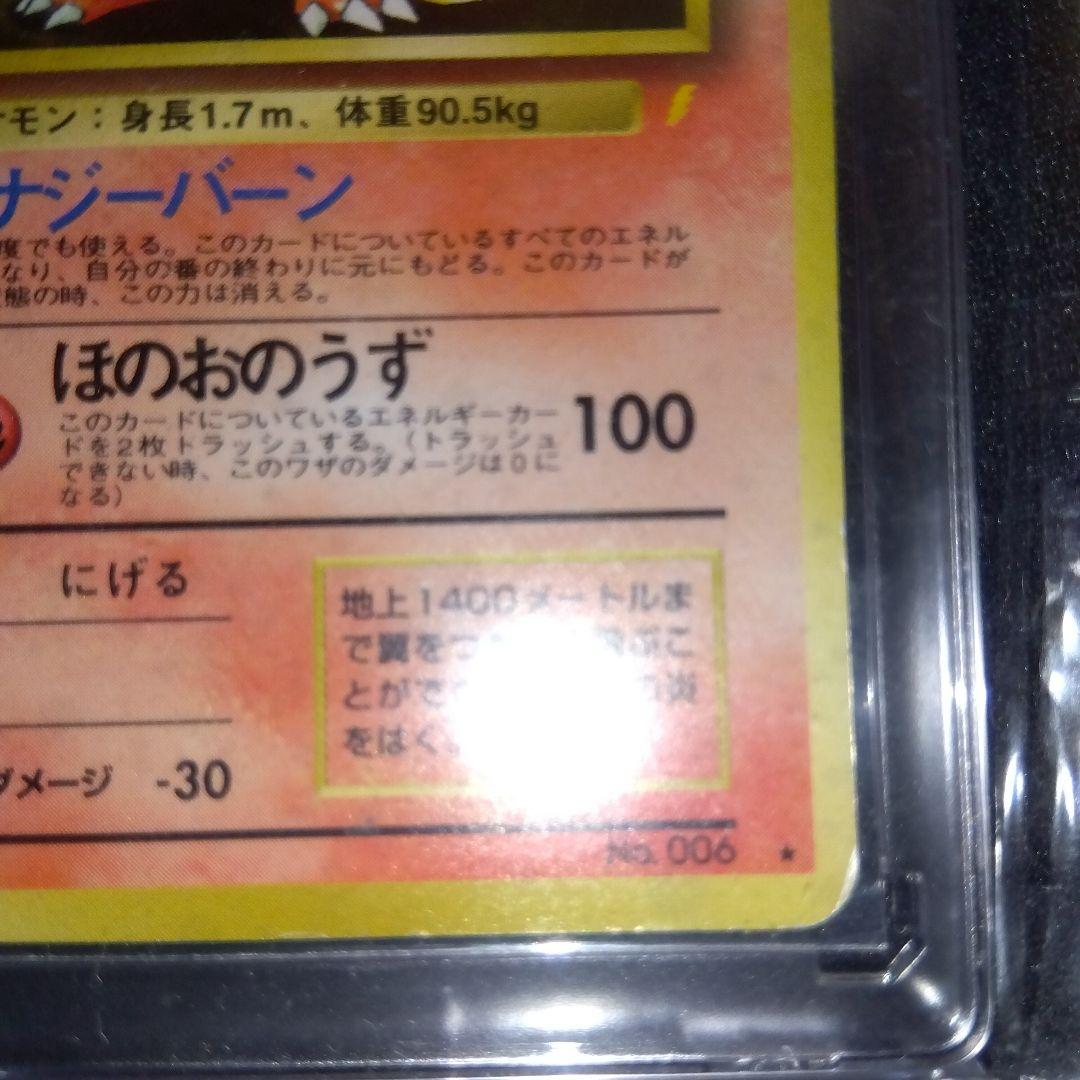 モン：身長1.7m、体重90.5kg
ナジーバーン
度でも使える。このカードについているすべてのエネル
なり、自分の番の終わりに元にもどる。このカードが
態の時、この力は消える。
ほのおのうず
このカードについているエネルギーカー
ドを2枚トラッシュする。（トラッシュ
できない時、このワザのダメージは0に
なる）
100
にげる
地上1400メートルま
で翼をつ ぶこ
とがで 炎
をはく
ダメージ -30
No. 006 ★